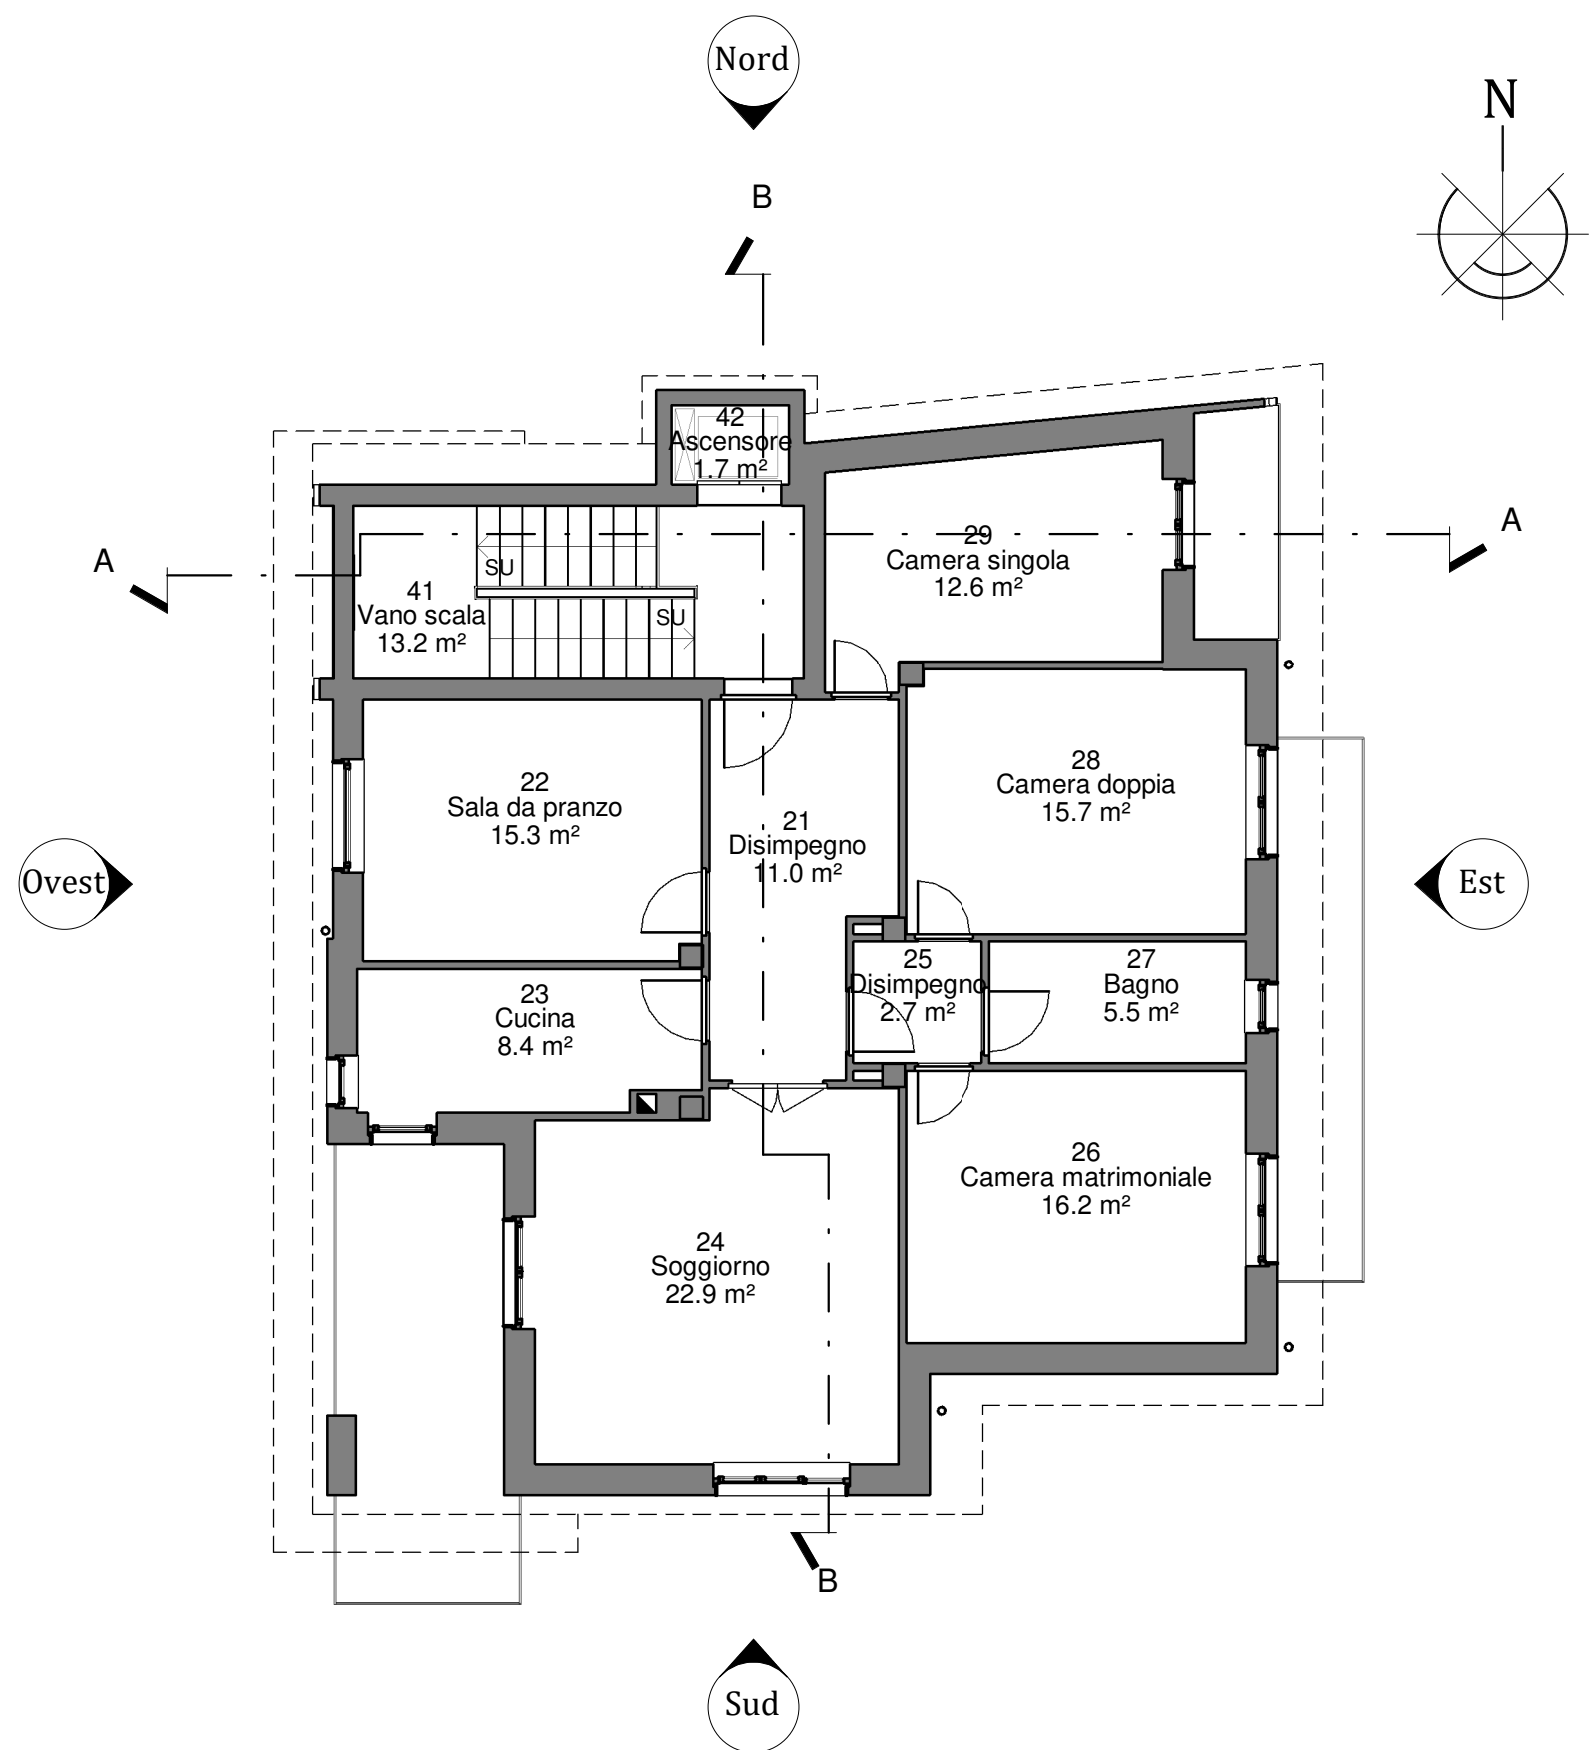 Nord
N
B
42
Ascensore
1.7 m²
A
A
29
Camera singola
12.6 m²
SU
41
Vano scala
13.2 m²
SU
28
Camera doppia
15.7 m²
22
Sala da pranzo
15.3 m²
21
Disimpegno
11.0 m²
Ovest
Est
25
Disimpegno
2.7 m²
27
Bagno
5.5 m²
23
Cucina
8.4 m²
26
Camera matrimoniale
16.2 m²
24
Soggiorno
22.9 m²
B
Sud